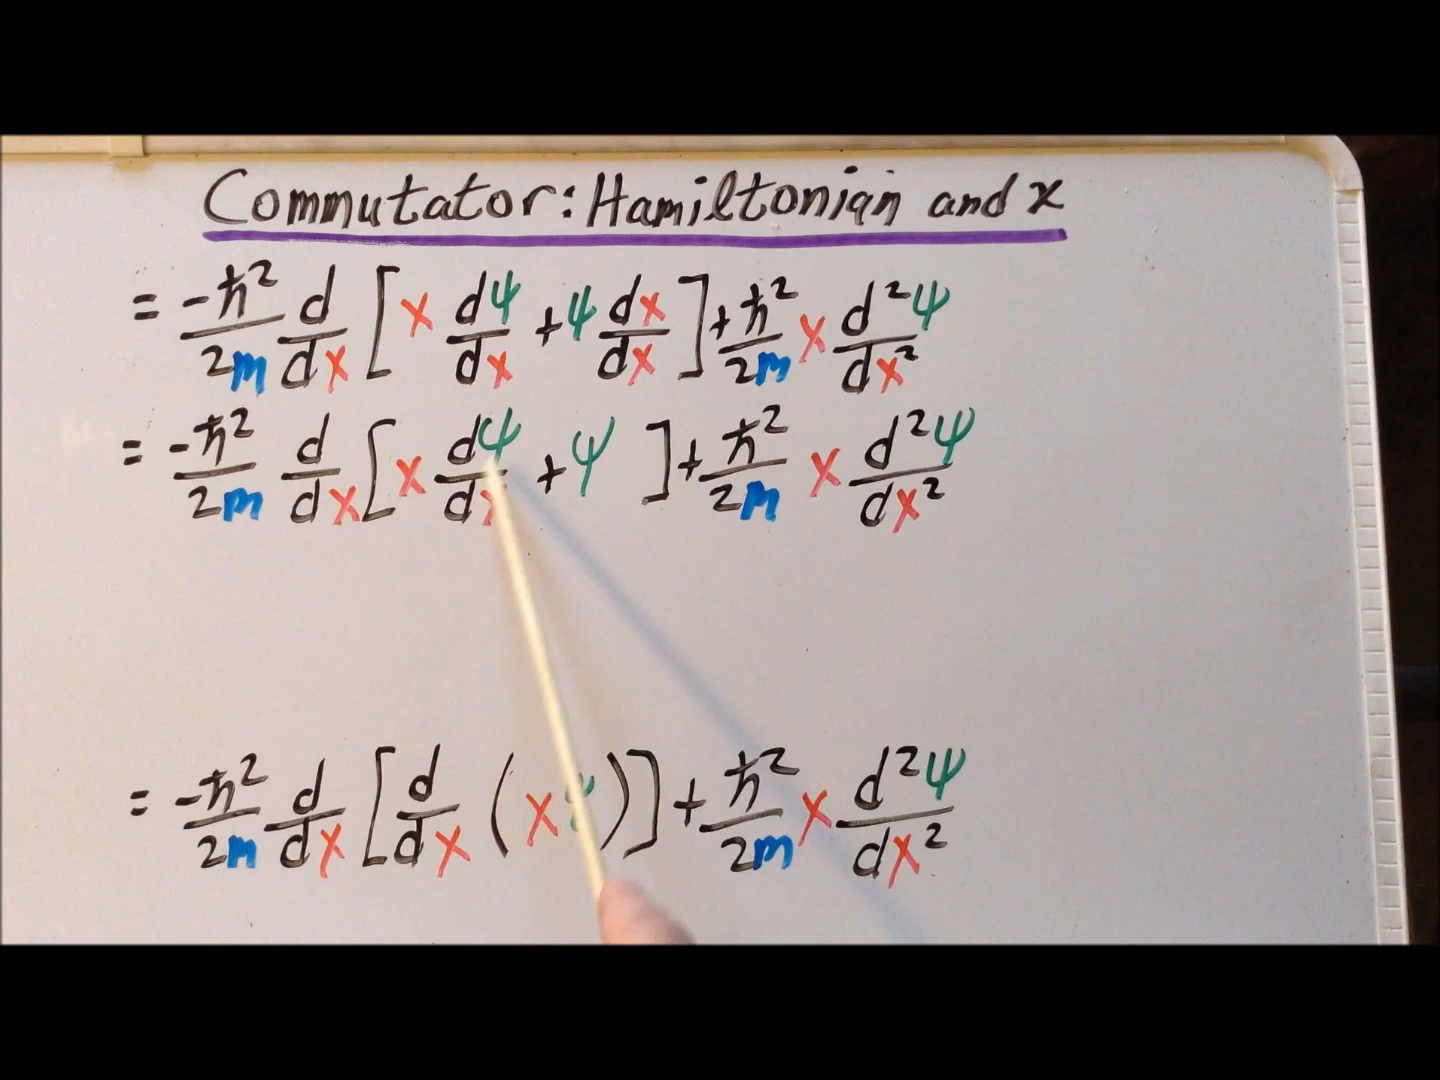 Commutator: Hamiltonian and x
= -ħ²/2m d/dx [x dψ/dx + ψ dx/dx] + ħ²/2m x d²ψ/dx²
= -ħ²/2m d/dx [x dψ/dx + ψ] + ħ²/2m x d²ψ/dx²
= -ħ²/2m d/dx [d/dx (xψ)] + ħ²/2m x d²ψ/dx²